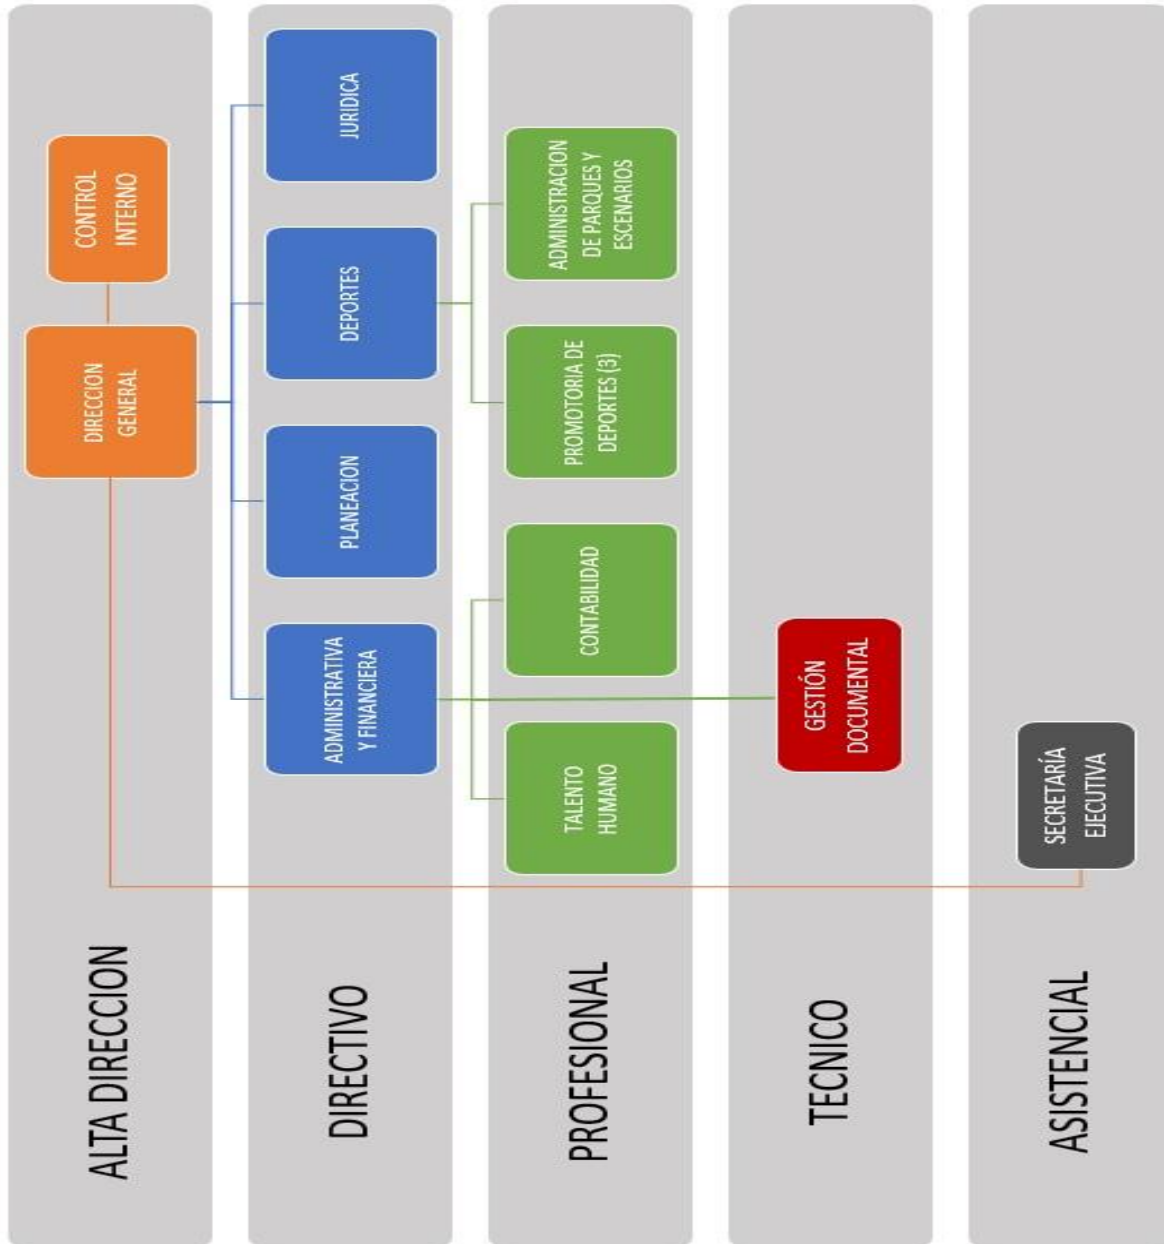 ALTA DIRECCION
DIRECCION
GENERAL
CONTROL
INTERNO
DIRECTIVO
ADMINISTRATIVA
Y FINANCIERA
PLANEACION
DEPORTES
JURIDICA
PROFESIONAL
TALENTO
HUMANO
CONTABILIDAD
PROMOTORIA DE
DEPORTES (3)
ADMINISTRACION
DE PARQUES Y
ESCENARIOS
TECNICO
GESTIÓN
DOCUMENTAL
ASISTENCIAL
SECRETARÍA
EJECUTIVA